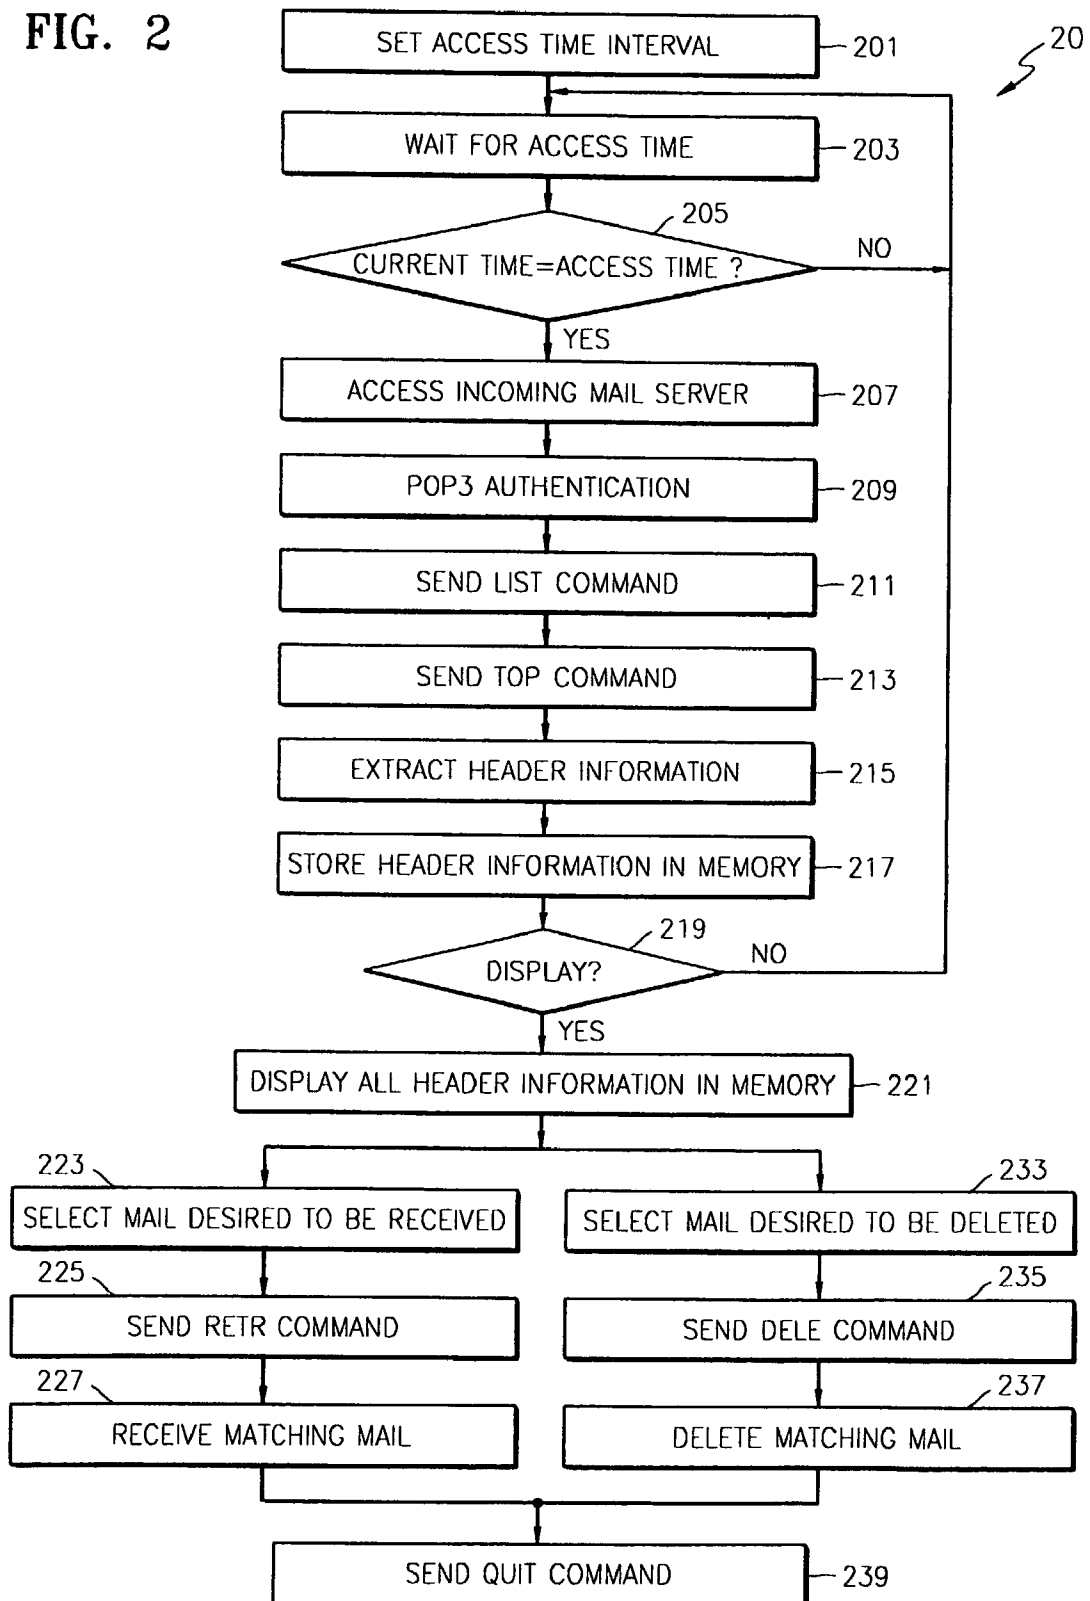 FIG. 2
20
SET ACCESS TIME INTERVAL 201
WAIT FOR ACCESS TIME 203
205
CURRENT TIME=ACCESS TIME ? NO
YES
ACCESS INCOMING MAIL SERVER 207
POP3 AUTHENTICATION 209
SEND LIST COMMAND 211
SEND TOP COMMAND 213
EXTRACT HEADER INFORMATION 215
STORE HEADER INFORMATION IN MEMORY 217
219
DISPLAY? NO
YES
DISPLAY ALL HEADER INFORMATION IN MEMORY 221
223
SELECT MAIL DESIRED TO BE RECEIVED
225
SEND RETR COMMAND
227
RECEIVE MATCHING MAIL
233
SELECT MAIL DESIRED TO BE DELETED
235
SEND DELE COMMAND
237
DELETE MATCHING MAIL
SEND QUIT COMMAND 239